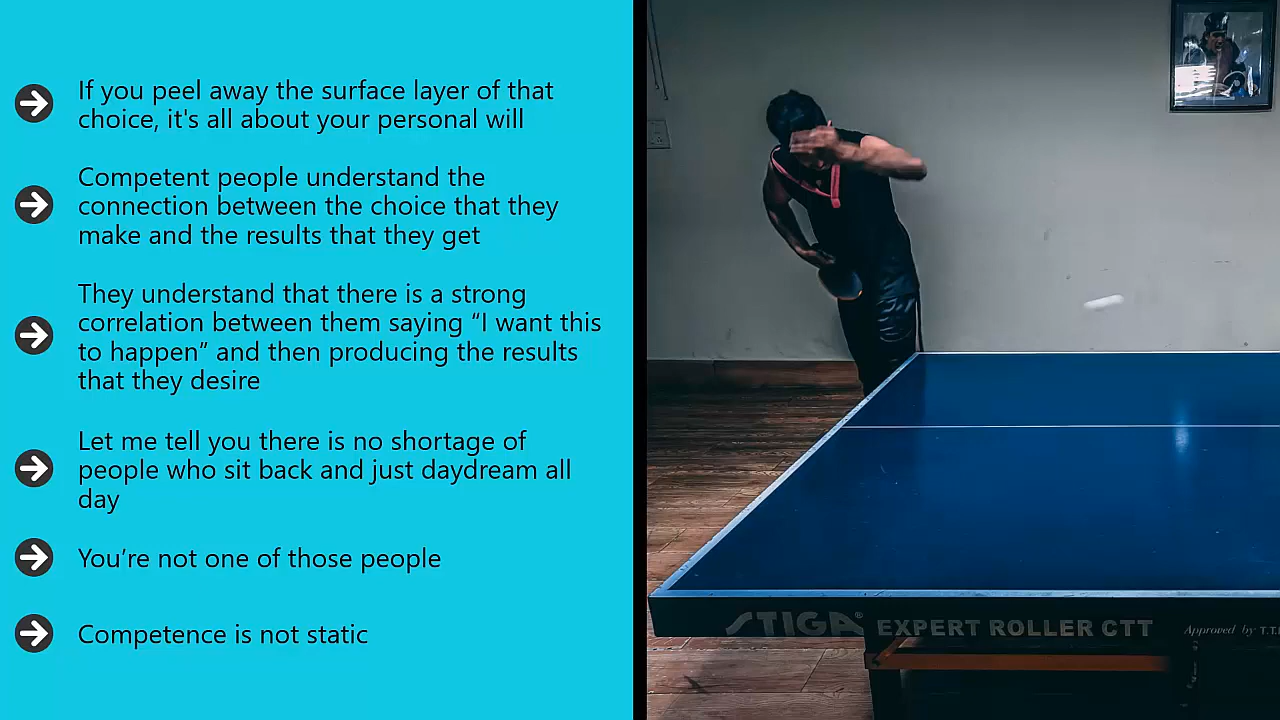 If you peel away the surface layer of that
choice, it's all about your personal will
Competent people understand the
connection between the choice that they
make and the results that they get
They understand that there is a strong
correlation between them saying “I want this
to happen” and then producing the results
that they desire
Let me tell you there is no shortage of
people who sit back and just daydream all
day
You’re not one of those people
Competence is not static
STIGA® EXPERT ROLLER CTT Approved by T.T.